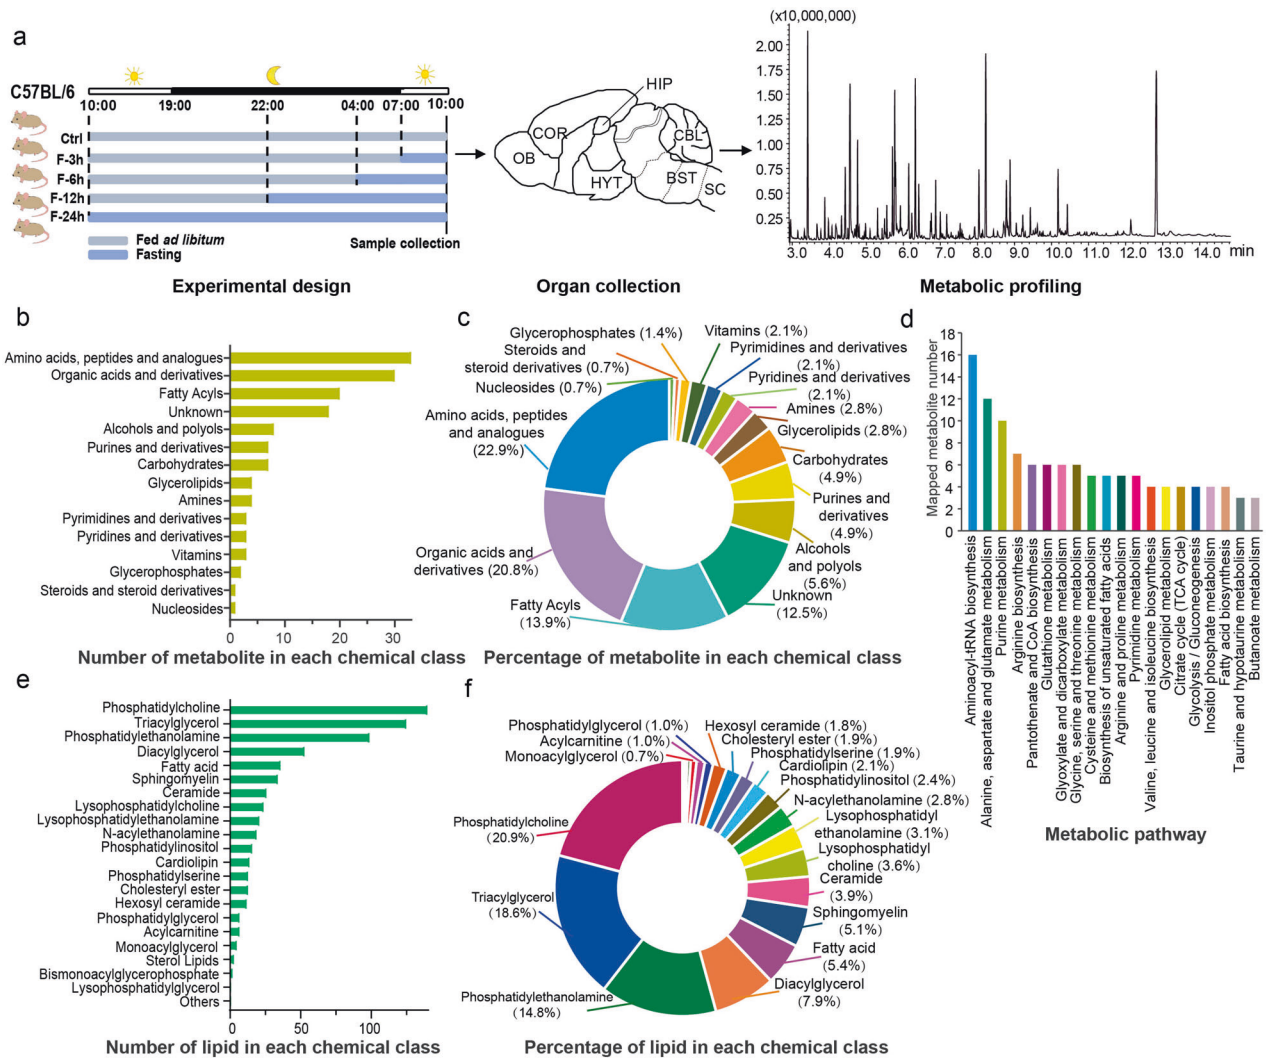 a
C57BL/6
10:00 19:00 22:00 04:00 07:00 10:00
Ctrl
F-3h
F-6h
F-12h
F-24h
Fed ad libitum
Fasting
Sample collection
Experimental design
HIP
COR
OB
CBL
HYT
BST
SC
Organ collection
(x10,000,000)
2.00
1.75
1.50
1.25
1.00
0.75
0.50
0.25
3.0 4.0 5.0 6.0 7.0 8.0 9.0 10.0 11.0 12.0 13.0 14.0 min
Metabolic profiling
b
Amino acids, peptides and analogues
Organic acids and derivatives
Fatty Acyls
Unknown
Alcohols and polyols
Purines and derivatives
Carbohydrates
Glycerolipids
Amines
Pyrimidines and derivatives
Pyridines and derivatives
Vitamins
Glycerophosphates
Steroids and steroid derivatives
Nucleosides
0 10 20 30
Number of metabolite in each chemical class
c
Glycerophosphates (1.4%)
Steroids and
steroid derivatives (0.7%)
Nucleosides (0.7%)
Amino acids, peptides
and analogues
(22.9%)
Organic acids and
derivatives (20.8%)
Fatty Acyls
(13.9%)
Vitamins (2.1%)
Pyrimidines and derivatives
(2.1%)
Pyridines and derivatives
(2.1%)
Amines (2.8%)
Glycerolipids (2.8%)
Carbohydrates
(4.9%)
Purines and
derivatives
(4.9%)
Alcohols
and polyols
(5.6%)
Unknown
(12.5%)
Percentage of metabolite in each chemical class
d
Mapped metabolite number
18
16
14
12
10
8
6
4
2
0
Aminoacyl-tRNA biosynthesis
Alanine, aspartate and glutamate metabolism
Purine metabolism
Arginine biosynthesis
Pantothenate and CoA biosynthesis
Glutathione metabolism
Glyoxylate and dicarboxylate metabolism
Glycine, serine and threonine metabolism
Cysteine and methionine metabolism
Biosynthesis of unsaturated fatty acids
Arginine and proline metabolism
Pyrimidine metabolism
Valine, leucine and isoleucine biosynthesis
Glycerolipid metabolism
Citrate cycle (TCA cycle)
Glycolysis / Gluconeogenesis
Inositol phosphate metabolism
Fatty acid biosynthesis
Taurine and hypotaurine metabolism
Butanoate metabolism
Metabolic pathway
e
Phosphatidylcholine
Triacylglycerol
Phosphatidylethanolamine
Diacylglycerol
Fatty acid
Sphingomyelin
Ceramide
Lysophosphatidylcholine
Lysophosphatidylethanolamine
N-acylethanolamine
Phosphatidylinositol
Cardiolipin
Phosphatidylserine
Cholesteryl ester
Hexosyl ceramide
Phosphatidylglycerol
Acylcarnitine
Monoacylglycerol
Sterol Lipids
Bismonoacylglycerophosphate
Lysophosphatidylglycerol
Others
0 50 100
Number of lipid in each chemical class
f
Phosphatidylglycerol (1.0%)
Acylcarnitine (1.0%)
Monoacylglycerol (0.7%)
Phosphatidylcholine
(20.9%)
Triacylglycerol
(18.6%)
Phosphatidylethanolamine
(14.8%)
Hexosyl ceramide (1.8%)
Cholesteryl ester (1.9%)
Phosphatidylserine (1.9%)
Cardiolipin (2.1%)
Phosphatidylinositol (2.4%)
N-acylethanolamine (2.8%)
Lysophosphatidyl
ethanolamine (3.1%)
Lysophosphatidyl
choline (3.6%)
Ceramide
(3.9%)
Sphingomyelin
(5.1%)
Fatty acid
(5.4%)
Diacylglycerol
(7.9%)
Percentage of lipid in each chemical class